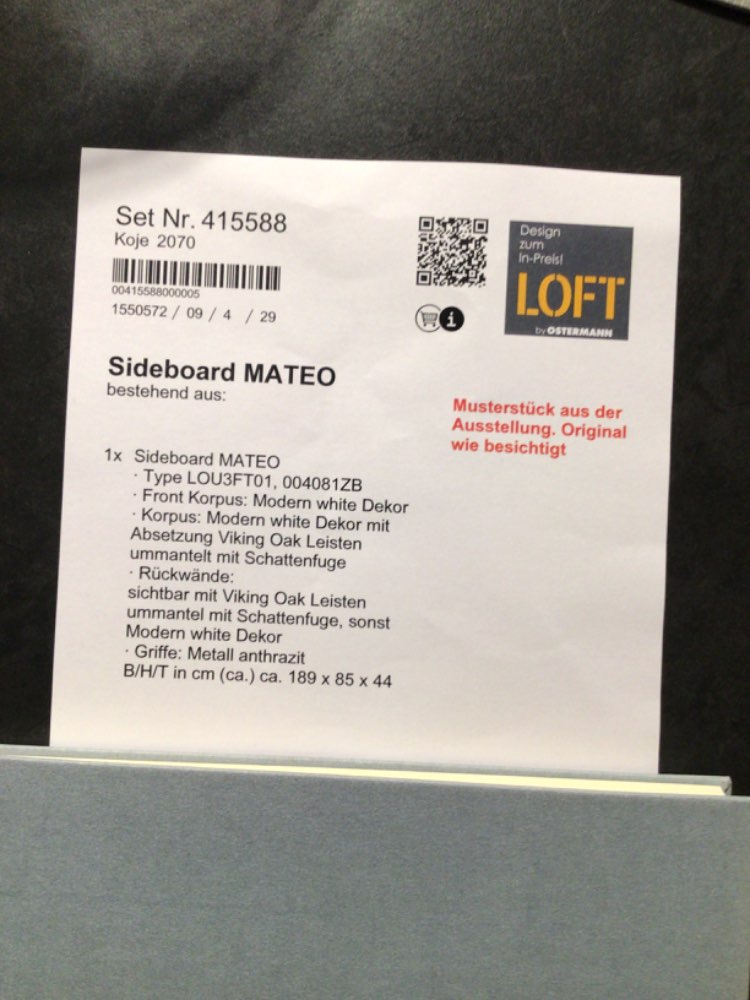 Set Nr. 415588
Koje 2070
00415588000005
1550572 / 09 / 4 / 29
Design
zum
In-Preis!
LOFT
by OSTERMANN
i
Sideboard MATEO
bestehend aus:
Musterstück aus der
Ausstellung. Original
wie besichtigt
1x Sideboard MATEO
· Type LOU3FT01, 004081ZB
· Front Korpus: Modern white Dekor
· Korpus: Modern white Dekor mit
Absetzung Viking Oak Leisten
ummantelt mit Schattenfuge
· Rückwände:
sichtbar mit Viking Oak Leisten
ummantel mit Schattenfuge, sonst
Modern white Dekor
· Griffe: Metall anthrazit
B/H/T in cm (ca.) ca. 189 x 85 x 44